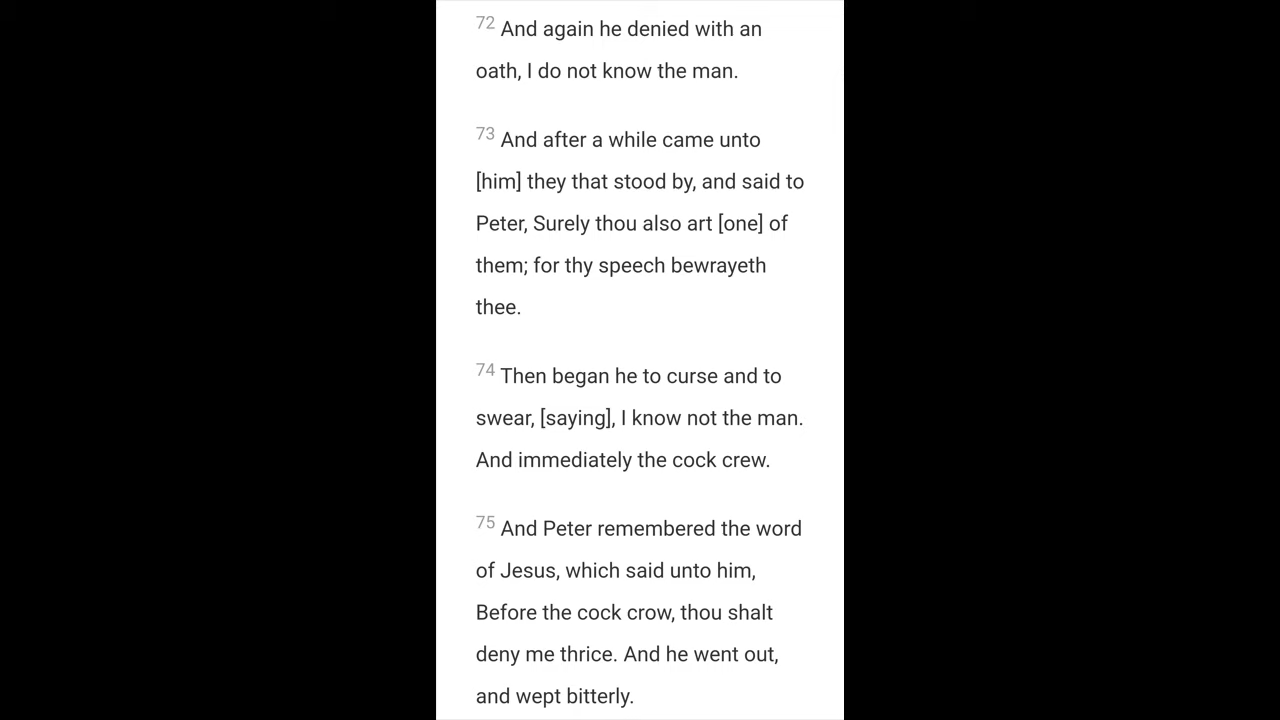 72 And again he denied with an
oath, I do not know the man.
73 And after a while came unto
[him] they that stood by, and said to
Peter, Surely thou also art [one] of
them; for thy speech bewrayeth
thee.
74 Then began he to curse and to
swear, [saying], I know not the man.
And immediately the cock crew.
75 And Peter remembered the word
of Jesus, which said unto him,
Before the cock crow, thou shalt
deny me thrice. And he went out,
and wept bitterly.